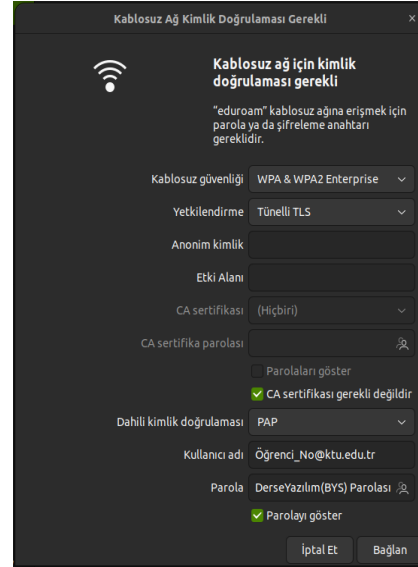 Kablosuz Ağ Kimlik Doğrulaması Gerekli ×
Kablosuz ağ için kimlik
doğrulaması gerekli
"eduroam" kablosuz ağına erişmek için
parola ya da şifreleme anahtarı
gereklidir.
Kablosuz güvenliği WPA & WPA2 Enterprise
Yetkilendirme Tünelli TLS
Anonim kimlik
Etki Alanı
CA sertifikası (Hiçbiri)
CA sertifika parolası
Parolaları göster
CA sertifikası gerekli değildir
Dahili kimlik doğrulaması PAP
Kullanıcı adı Öğrenci_No@ktu.edu.tr
Parola DerseYazılım(BYS) Parolası
Parolayı göster
İptal Et Bağlan